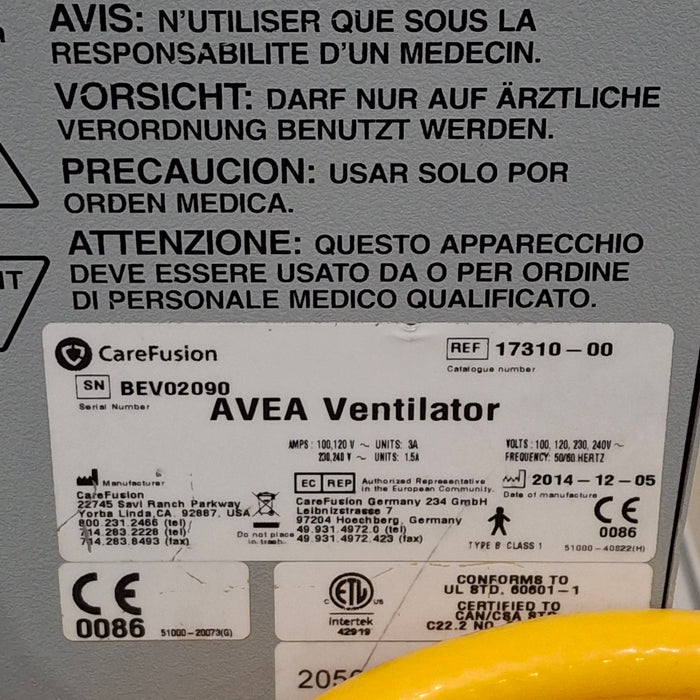 AVIS: N'UTILISER QUE SOUS LA
RESPONSABILITE D'UN MEDECIN.
VORSICHT: DARF NUR AUF ÄRZTLICHE
VERORDNUNG BENUTZT WERDEN.
PRECAUCION: USAR SOLO POR
ORDEN MEDICA.
ATTENZIONE: QUESTO APPARECCHIO
DEVE ESSERE USATO DA O PER ORDINE
DI PERSONALE MEDICO QUALIFICATO.
CareFusion
REF 17310-00
Catalogue number
SN BEV02090
Serial Number
AVEA Ventilator
AMPS: 100,120 V ~ UNITS: 3A
230,240 V ~ UNITS: 1.5A
VOLTS: 100, 120, 230, 240V ~
FREQUENCY: 50/60 HERTZ
Manufacturer
CareFusion
22745 Savi Ranch Parkway
Yorba Linda, CA. 92887, USA
800.231.2466 (tel)
714.283.2228 (tel)
714.283.8493 (fax)
Do not place
in trash.
EC REP Authorized Representative
in the European Community.
CareFusion Germany 234 GmbH
Leibnizstrasse 7
97204 Hoechberg, Germany
49.931.4972.0 (tel)
49.931.4972.423 (fax)
2014-12-05
Date of manufacture
CE
0086
TYPE B CLASS 1
51000-40822(H)
CE
0086
51000-20073(G)
ETL
C US
Intertek
42919
CONFORMS TO
UL STD. 60601-1
CERTIFIED TO
CAN/CSA STD
C22.2 NO.